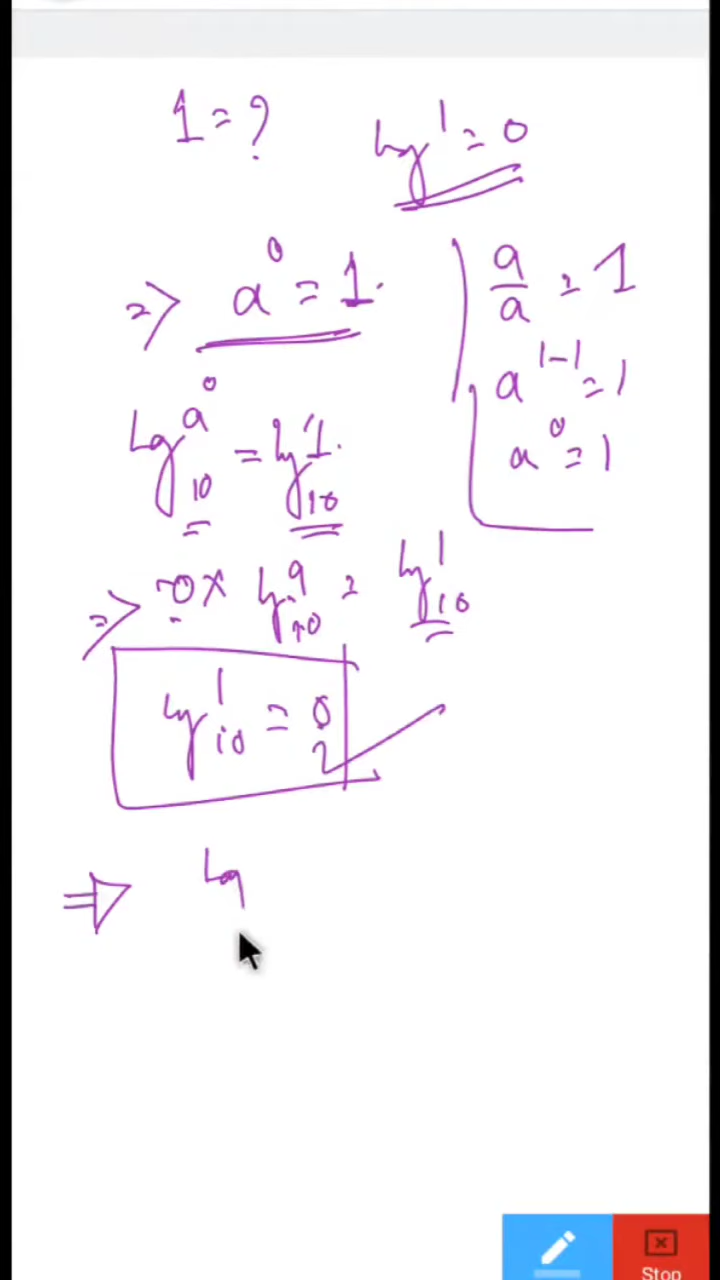 1 = ?
log 1 = 0
=> a⁰ = 1.
a/a = 1
a¹⁻¹ = 1
a⁰ = 1
log₁₀ a⁰ = log₁₀ 1.
=> 0 × log₁₀ a = log₁₀ 1
log₁₀ 1 = 0
=> log
Stop